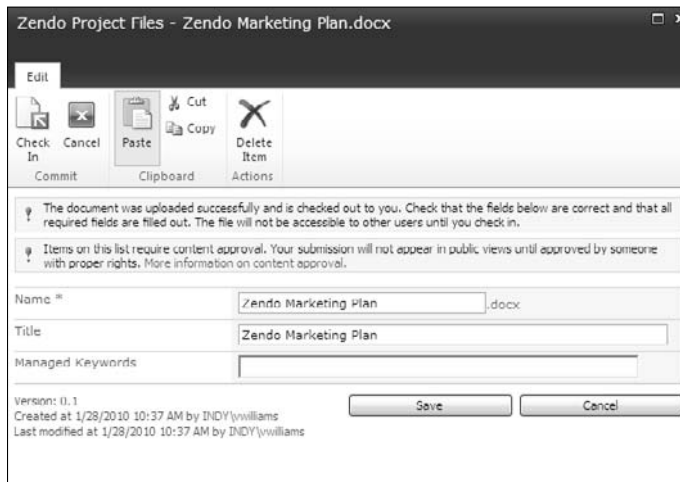 Zendo Project Files - Zendo Marketing Plan.docx
Edit
Check In
Cancel
Paste
Cut
Copy
Delete Item
Commit
Clipboard
Actions
The document was uploaded successfully and is checked out to you. Check that the fields below are correct and that all
required fields are filled out. The file will not be accessible to other users until you check in.
Items on this list require content approval. Your submission will not appear in public views until approved by someone
with proper rights. More information on content approval.
Name *
Zendo Marketing Plan .docx
Title
Zendo Marketing Plan
Managed Keywords
Version: 0.1
Created at 1/28/2010 10:37 AM by INDY\vwilliams
Last modified at 1/28/2010 10:37 AM by INDY\vwilliams
Save
Cancel